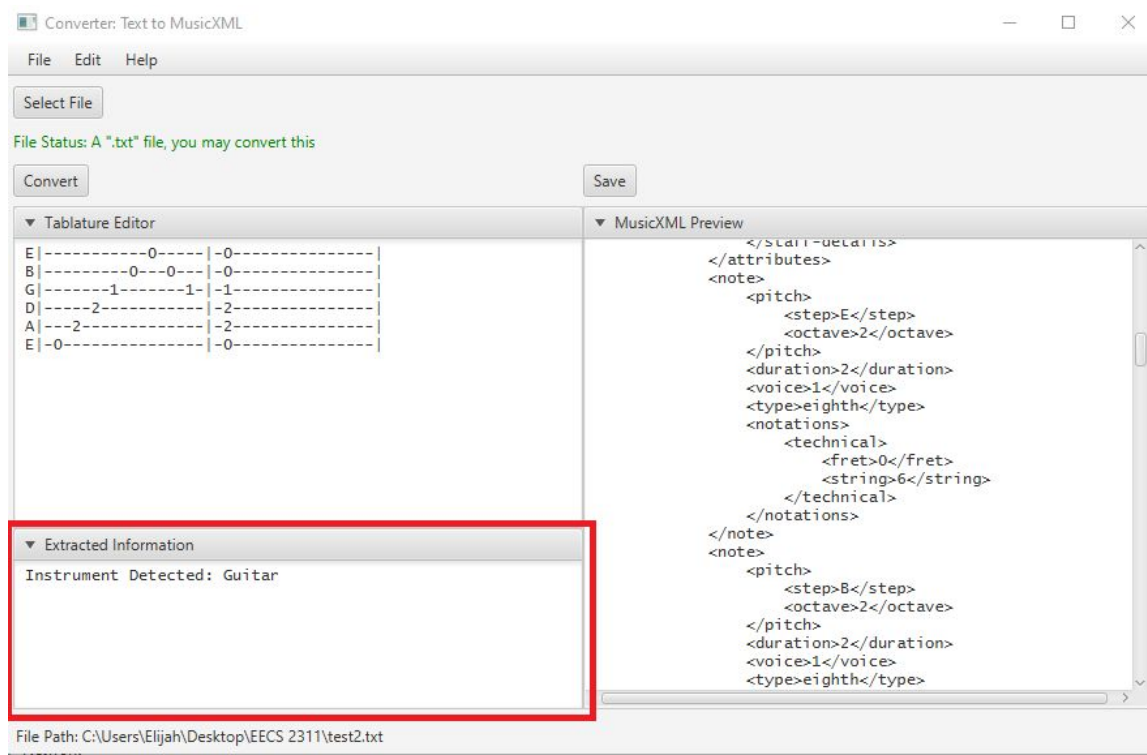 Converter: Text to MusicXML
File Edit Help
Select File
File Status: A ".txt" file, you may convert this
Convert
Save
Tablature Editor
E|-----------0-----|-0---------------|
B|---------0---0---|-0---------------|
G|-------1-------1-|-1---------------|
D|-----2-----------|-2---------------|
A|---2-------------|-2---------------|
E|-0---------------|-0---------------|
Extracted Information
Instrument Detected: Guitar
MusicXML Preview
</staff-details>
</attributes>
<note>
<pitch>
<step>E</step>
<octave>2</octave>
</pitch>
<duration>2</duration>
<voice>1</voice>
<type>eighth</type>
<notations>
<technical>
<fret>0</fret>
<string>6</string>
</technical>
</notations>
</note>
<note>
<pitch>
<step>B</step>
<octave>2</octave>
</pitch>
<duration>2</duration>
<voice>1</voice>
<type>eighth</type>
File Path: C:\Users\Elijah\Desktop\EECS 2311\test2.txt